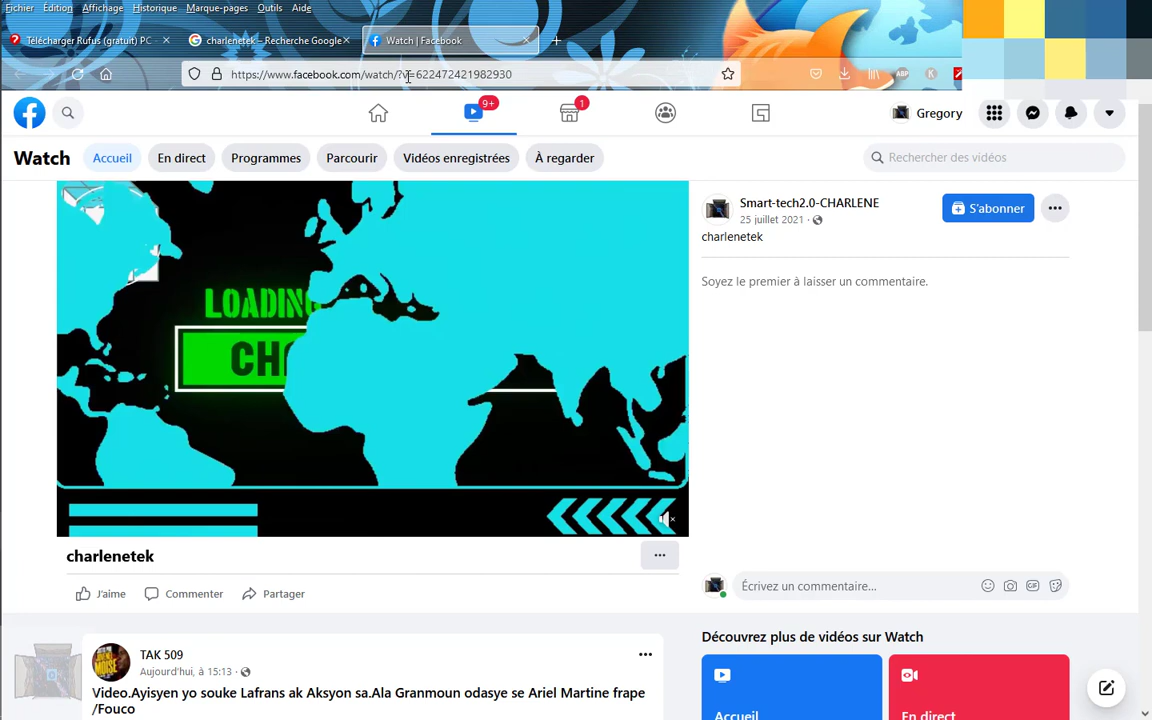 Fichier Édition Affichage Historique Marque-pages Outils Aide
Télécharger Rufus (gratuit) PC - charlenetek – Recherche Google Watch | Facebook
https://www.facebook.com/watch/?v=622472421982930
ABP K
9+ 1 Gregory
Watch Accueil En direct Programmes Parcourir Vidéos enregistrées À regarder Rechercher des vidéos
LOADING
Smart-tech2.0-CHARLENE
25 juillet 2021
S'abonner
charlenetek
Soyez le premier à laisser un commentaire.
charlenetek
J'aime Commenter Partager
Écrivez un commentaire...
GIF
TAK 509
Aujourd'hui, à 15:13
\Video.Ayisyen yo souke Lafrans ak Aksyon sa.Ala Granmoun odasye se Ariel Martine frape
/Fouco
Découvrez plus de vidéos sur Watch
Accueil En direct